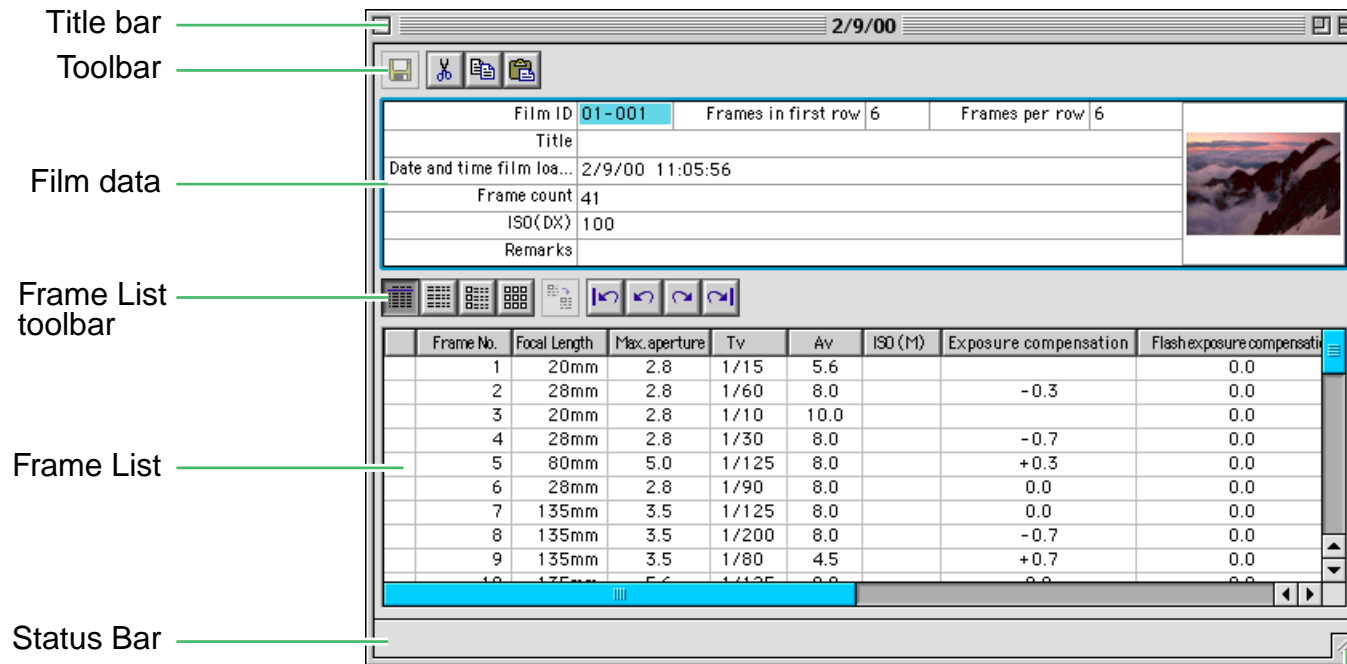 Title bar
2/9/00
Toolbar
Film ID 01-001 Frames in first row 6 Frames per row 6
Title
Date and time film loa... 2/9/00 11:05:56
Film data
Frame count 41
ISO(DX) 100
Remarks
Frame List
toolbar
Frame No. Focal Length Max. aperture Tv Av ISO (M) Exposure compensation Flash exposure compensati
1 20mm 2.8 1/15 5.6 0.0
2 28mm 2.8 1/60 8.0 -0.3 0.0
3 20mm 2.8 1/10 10.0 0.0
4 28mm 2.8 1/30 8.0 -0.7 0.0
Frame List
5 80mm 5.0 1/125 8.0 +0.3 0.0
6 28mm 2.8 1/90 8.0 0.0 0.0
7 135mm 3.5 1/125 8.0 0.0 0.0
8 135mm 3.5 1/200 8.0 -0.7 0.0
9 135mm 3.5 1/80 4.5 +0.7 0.0
Status Bar